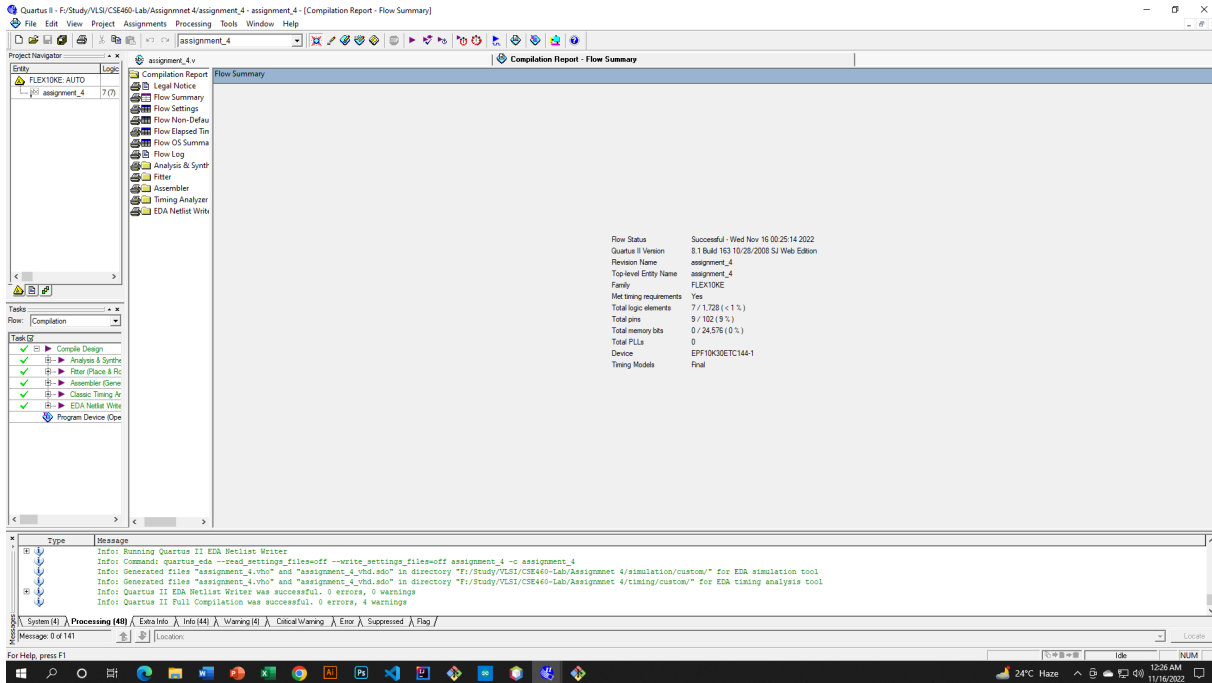 Quartus II - F:/Study/VLSI/CSE460-Lab/Assignmnet 4/assignment_4 - assignment_4 - [Compilation Report - Flow Summary]
File Edit View Project Assignments Processing Tools Window Help
assignment_4
Project Navigator
Entity Logic
FLEX10KE: AUTO
assignment_4 7 (7)
assignment_4.v
Compilation Report - Flow Summary
Compilation Report
Legal Notice
Flow Summary
Flow Settings
Flow Non-Defau
Flow Elapsed Tim
Flow OS Summa
Flow Log
Analysis & Synth
Fitter
Assembler
Timing Analyzer
EDA Netlist Write
Flow Summary
Flow Status Successful - Wed Nov 16 00:25:14 2022
Quartus II Version 8.1 Build 163 10/28/2008 SJ Web Edition
Revision Name assignment_4
Top-level Entity Name assignment_4
Family FLEX10KE
Met timing requirements Yes
Total logic elements 7 / 1,728 ( < 1 % )
Total pins 9 / 102 ( 9 % )
Total memory bits 0 / 24,576 ( 0 % )
Total PLLs 0
Device EPF10K30ETC144-1
Timing Models Final
Tasks
Flow: Compilation
Task
Compile Design
Analysis & Synthe
Fitter (Place & Ro
Assembler (Gene
Classic Timing An
EDA Netlist Write
Program Device (Ope
Type Message
Info: Running Quartus II EDA Netlist Writer
Info: Command: quartus_eda --read_settings_files=off --write_settings_files=off assignment_4 -c assignment_4
Info: Generated files "assignment_4.vho" and "assignment_4_vhd.sdo" in directory "F:/Study/VLSI/CSE460-Lab/Assignmnet 4/simulation/custom/" for EDA simulation tool
Info: Generated files "assignment_4.vho" and "assignment_4_vhd.sdo" in directory "F:/Study/VLSI/CSE460-Lab/Assignmnet 4/timing/custom/" for EDA timing analysis tool
Info: Quartus II EDA Netlist Writer was successful. 0 errors, 0 warnings
Info: Quartus II Full Compilation was successful. 0 errors, 4 warnings
System (4) Processing (48) Extra Info Info (44) Warning (4) Critical Warning Error Suppressed Flag
Messages
Message: 0 of 141 Location: Locate
For Help, press F1 Idle NUM
24°C Haze 12:26 AM
11/16/2022